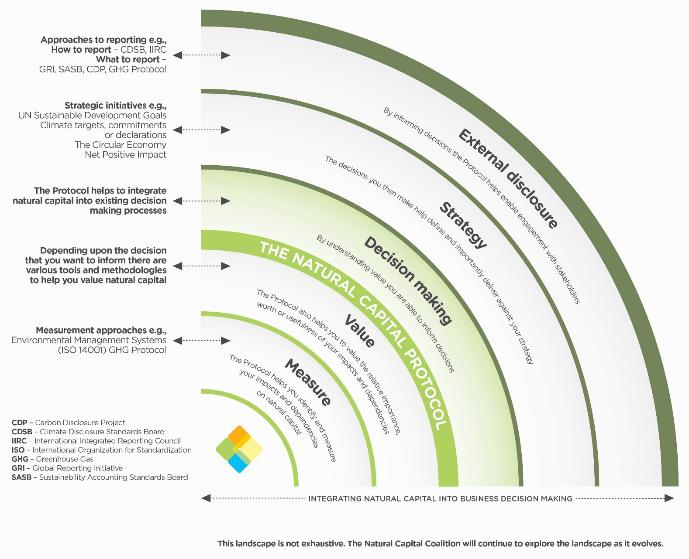 Approaches to reporting e.g.,
How to report – CDSB, IIRC
What to report –
GRI, SASB, CDP, GHG Protocol
Strategic initiatives e.g.,
UN Sustainable Development Goals
Climate targets, commitments
or declarations
The Circular Economy
Net Positive Impact
The Protocol helps to integrate
natural capital into existing decision
making processes
Depending upon the decision
that you want to inform there are
various tools and methodologies
to help you value natural capital
Measurement approaches e.g.,
Environmental Management Systems
(ISO 14001) GHG Protocol
External disclosure
By informing decisions the Protocol helps enable engagement with stakeholders
Strategy
The decisions you then make help define and importantly deliver against your strategy
Decision making
By understanding value you are able to inform decisions
THE NATURAL CAPITAL PROTOCOL
Value
The Protocol also helps you to value the relative importance,
worth or usefulness of your impacts and dependencies
Measure
The Protocol helps you identify and measure
your impacts and dependencies
on natural capital
CDP – Carbon Disclosure Project
CDSB – Climate Disclosure Standards Board
IIRC – International Integrated Reporting Council
ISO – International Organization for Standardization
GHG – Greenhouse Gas
GRI – Global Reporting Initiative
SASB – Sustainability Accounting Standards Board
INTEGRATING NATURAL CAPITAL INTO BUSINESS DECISION MAKING
This landscape is not exhaustive. The Natural Capital Coalition will continue to explore the landscape as it evolves.